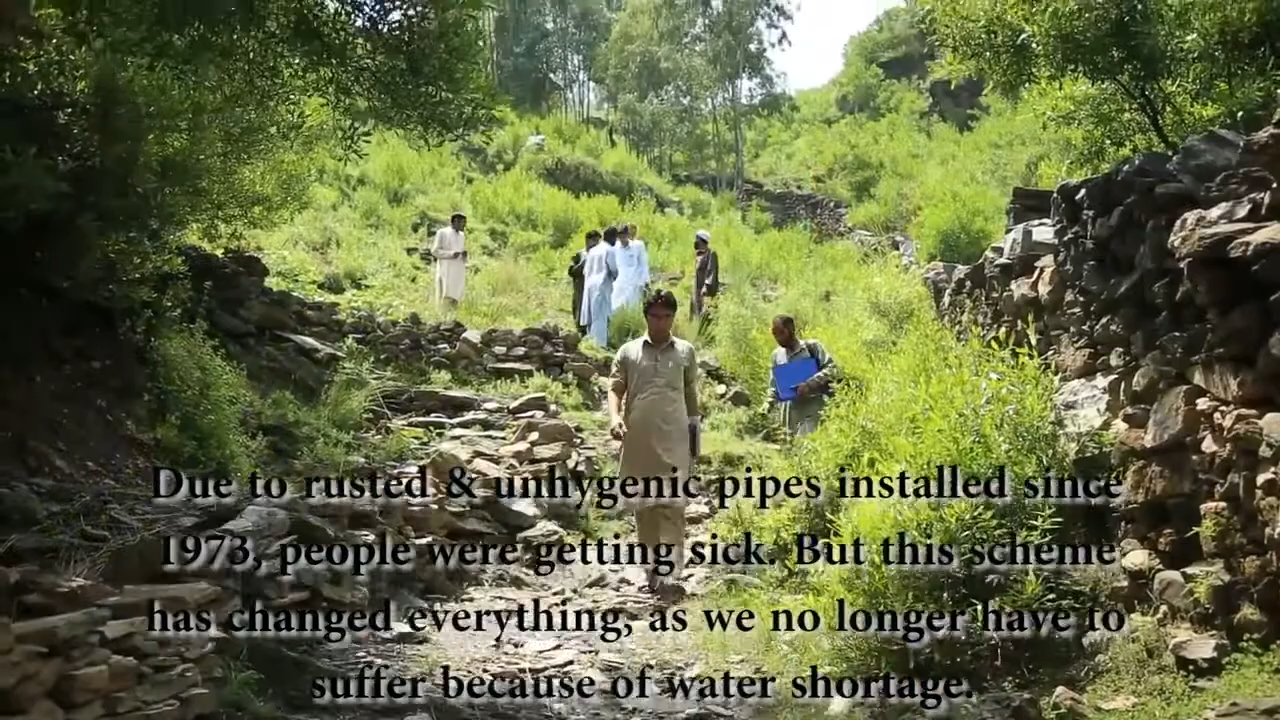 Due to rusted & unhygenic pipes installed since
1973, people were getting sick. But this scheme
has changed everything, as we no longer have to
suffer because of water shortage.